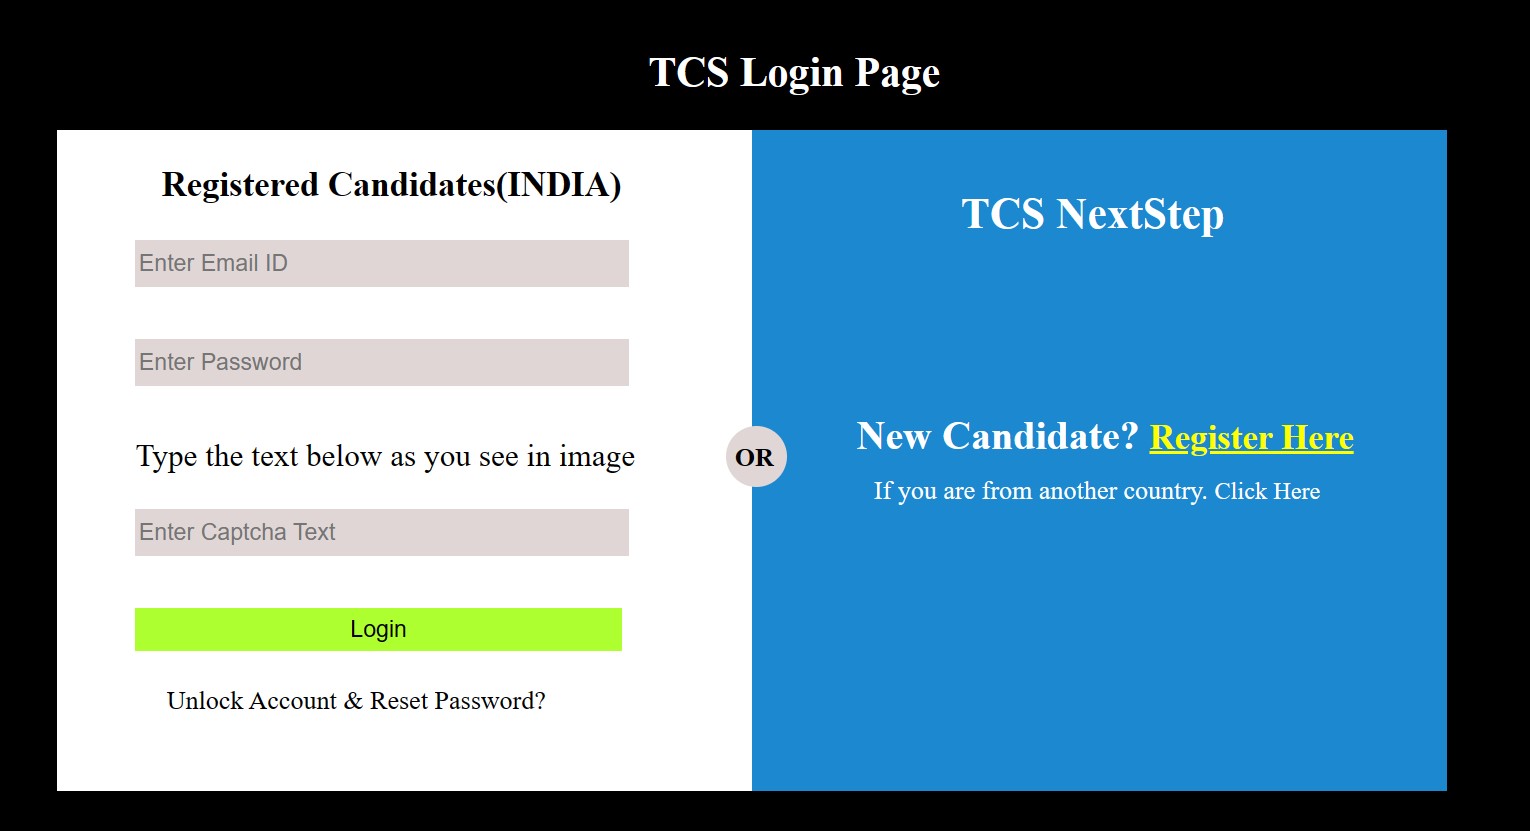 TCS Login Page
Registered Candidates(INDIA)
Enter Email ID
Enter Password
Type the text below as you see in image
Enter Captcha Text
Login
Unlock Account & Reset Password?
OR
TCS NextStep
New Candidate? Register Here
If you are from another country. Click Here